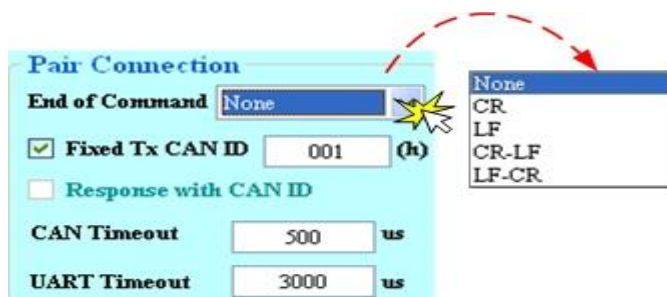 Pair Connection
End of Command None
Fixed Tx CAN ID 001 (h)
Response with CAN ID
CAN Timeout 500 us
UART Timeout 3000 us
None
CR
LF
CR-LF
LF-CR